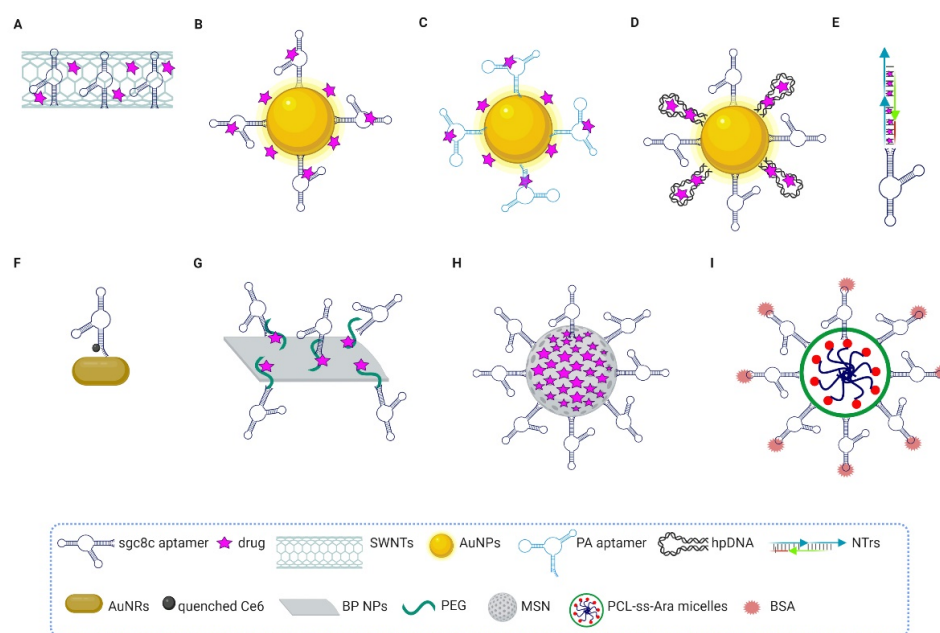 A
B
C
D
E
F
G
H
I
sgc8c aptamer
drug
SWNTs
AuNPs
PA aptamer
hpDNA
NTrs
AuNRs
quenched Ce6
BP NPs
PEG
MSN
PCL-ss-Ara micelles
BSA